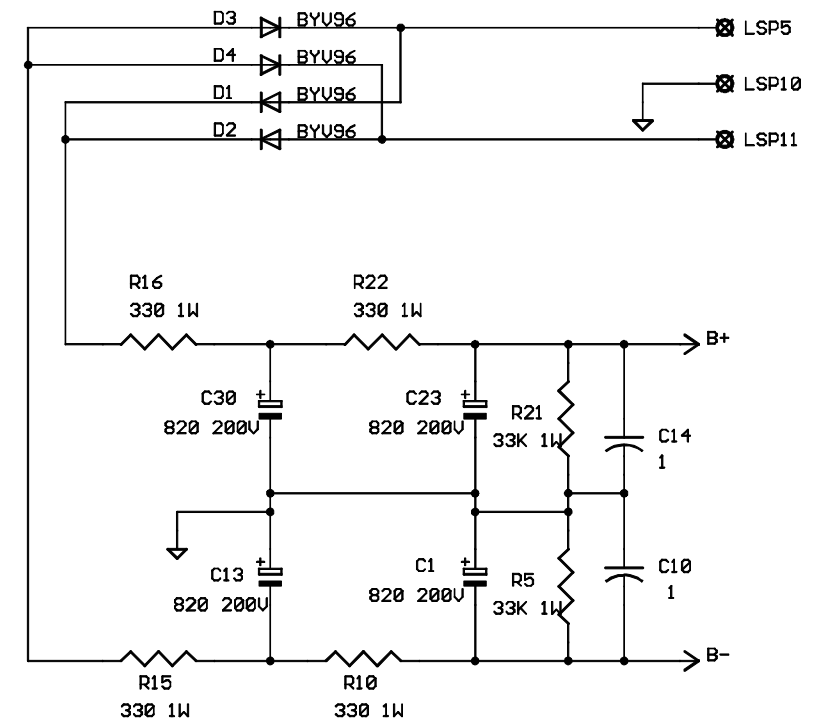 D3 BYV96
LSP5
D4 BYV96
D1 BYV96
LSP10
D2 BYV96
LSP11
R16
330 1W
R22
330 1W
B+
C30
+
820 200V
C23
+
820 200V
R21
33K 1W
C14
1
C13
+
820 200V
C1
+
820 200V
R5
33K 1W
C10
1
B-
R15
330 1W
R10
330 1W